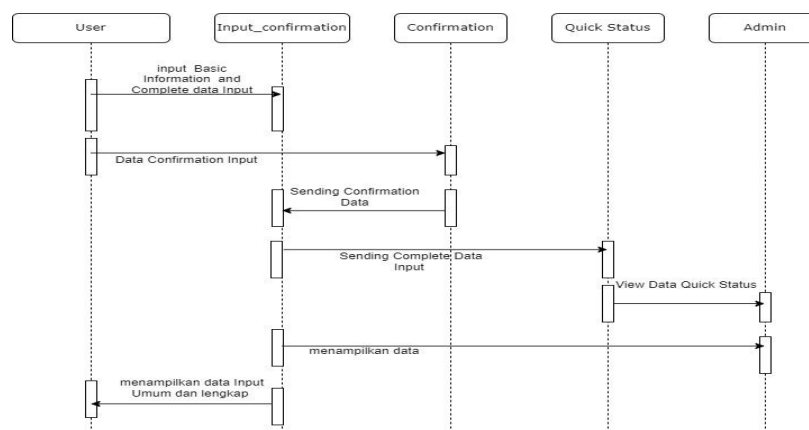 User
Input_confirmation
Confirmation
Quick Status
Admin
input Basic
Information and
Complete data Input
Data Confirmation Input
Sending Confirmation
Data
Sending Complete Data
Input
View Data Quick Status
menampilkan data
menampilkan data Input
Umum dan lengkap